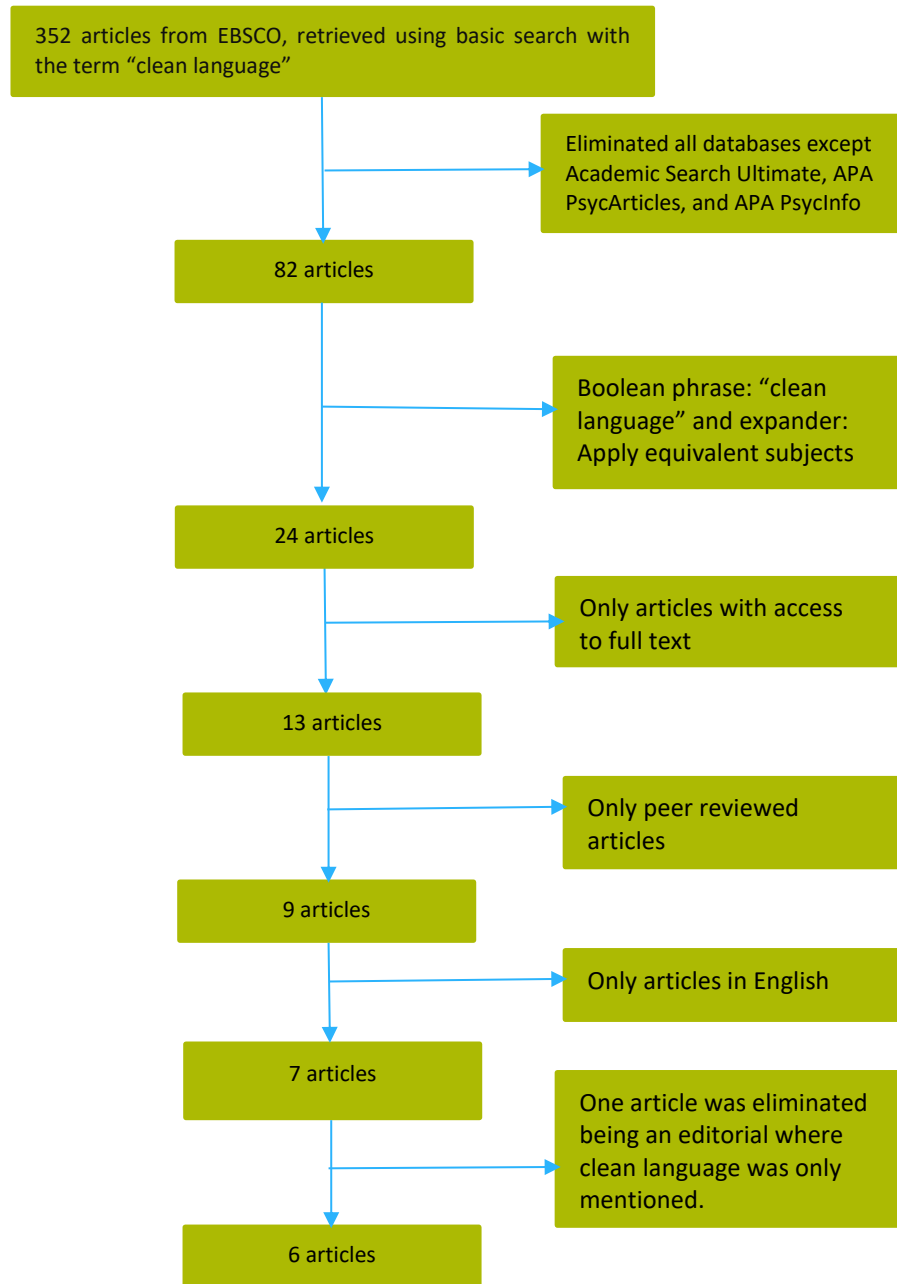 352 articles from EBSCO, retrieved using basic search with
the term “clean language”
Eliminated all databases except
Academic Search Ultimate, APA
PsycArticles, and APA PsycInfo
82 articles
Boolean phrase: “clean
language” and expander:
Apply equivalent subjects
24 articles
Only articles with access
to full text
13 articles
Only peer reviewed
articles
9 articles
Only articles in English
7 articles
One article was eliminated
being an editorial where
clean language was only
mentioned.
6 articles